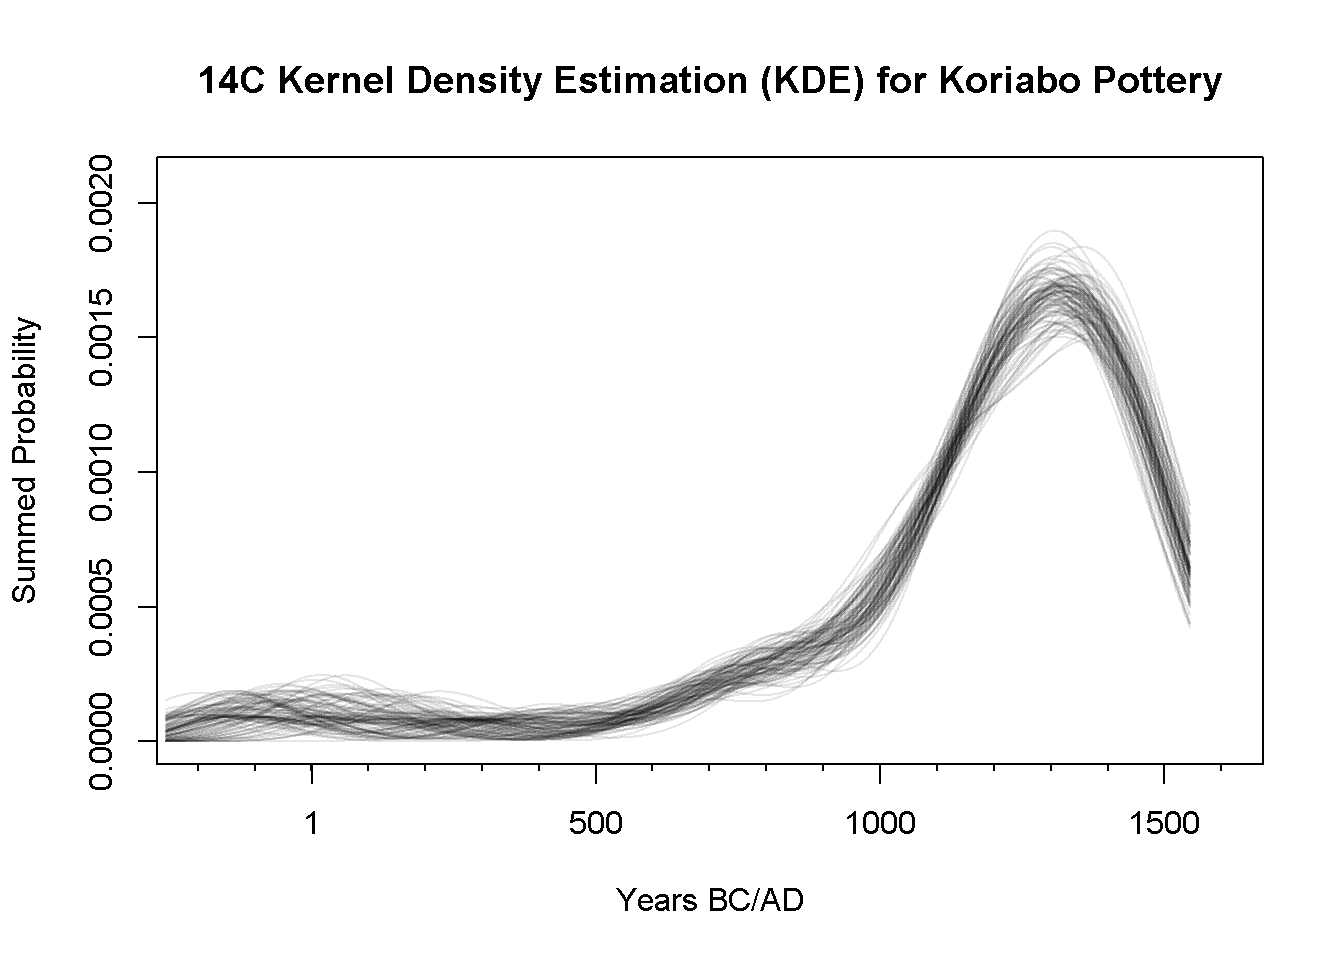 14C Kernel Density Estimation (KDE) for Koriabo Pottery
Summed Probability
0.0020
0.0015
0.0010
0.0005
0.0000
1 500 1000 1500
Years BC/AD